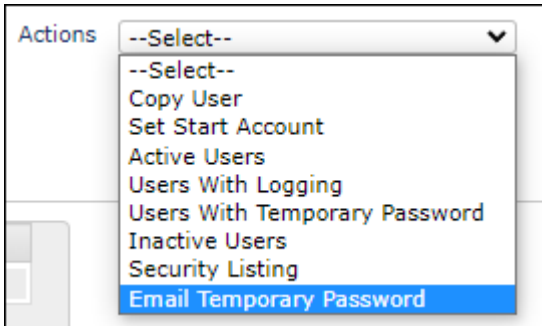 Actions --Select--
--Select--
Copy User
Set Start Account
Active Users
Users With Logging
Users With Temporary Password
Inactive Users
Security Listing
Email Temporary Password